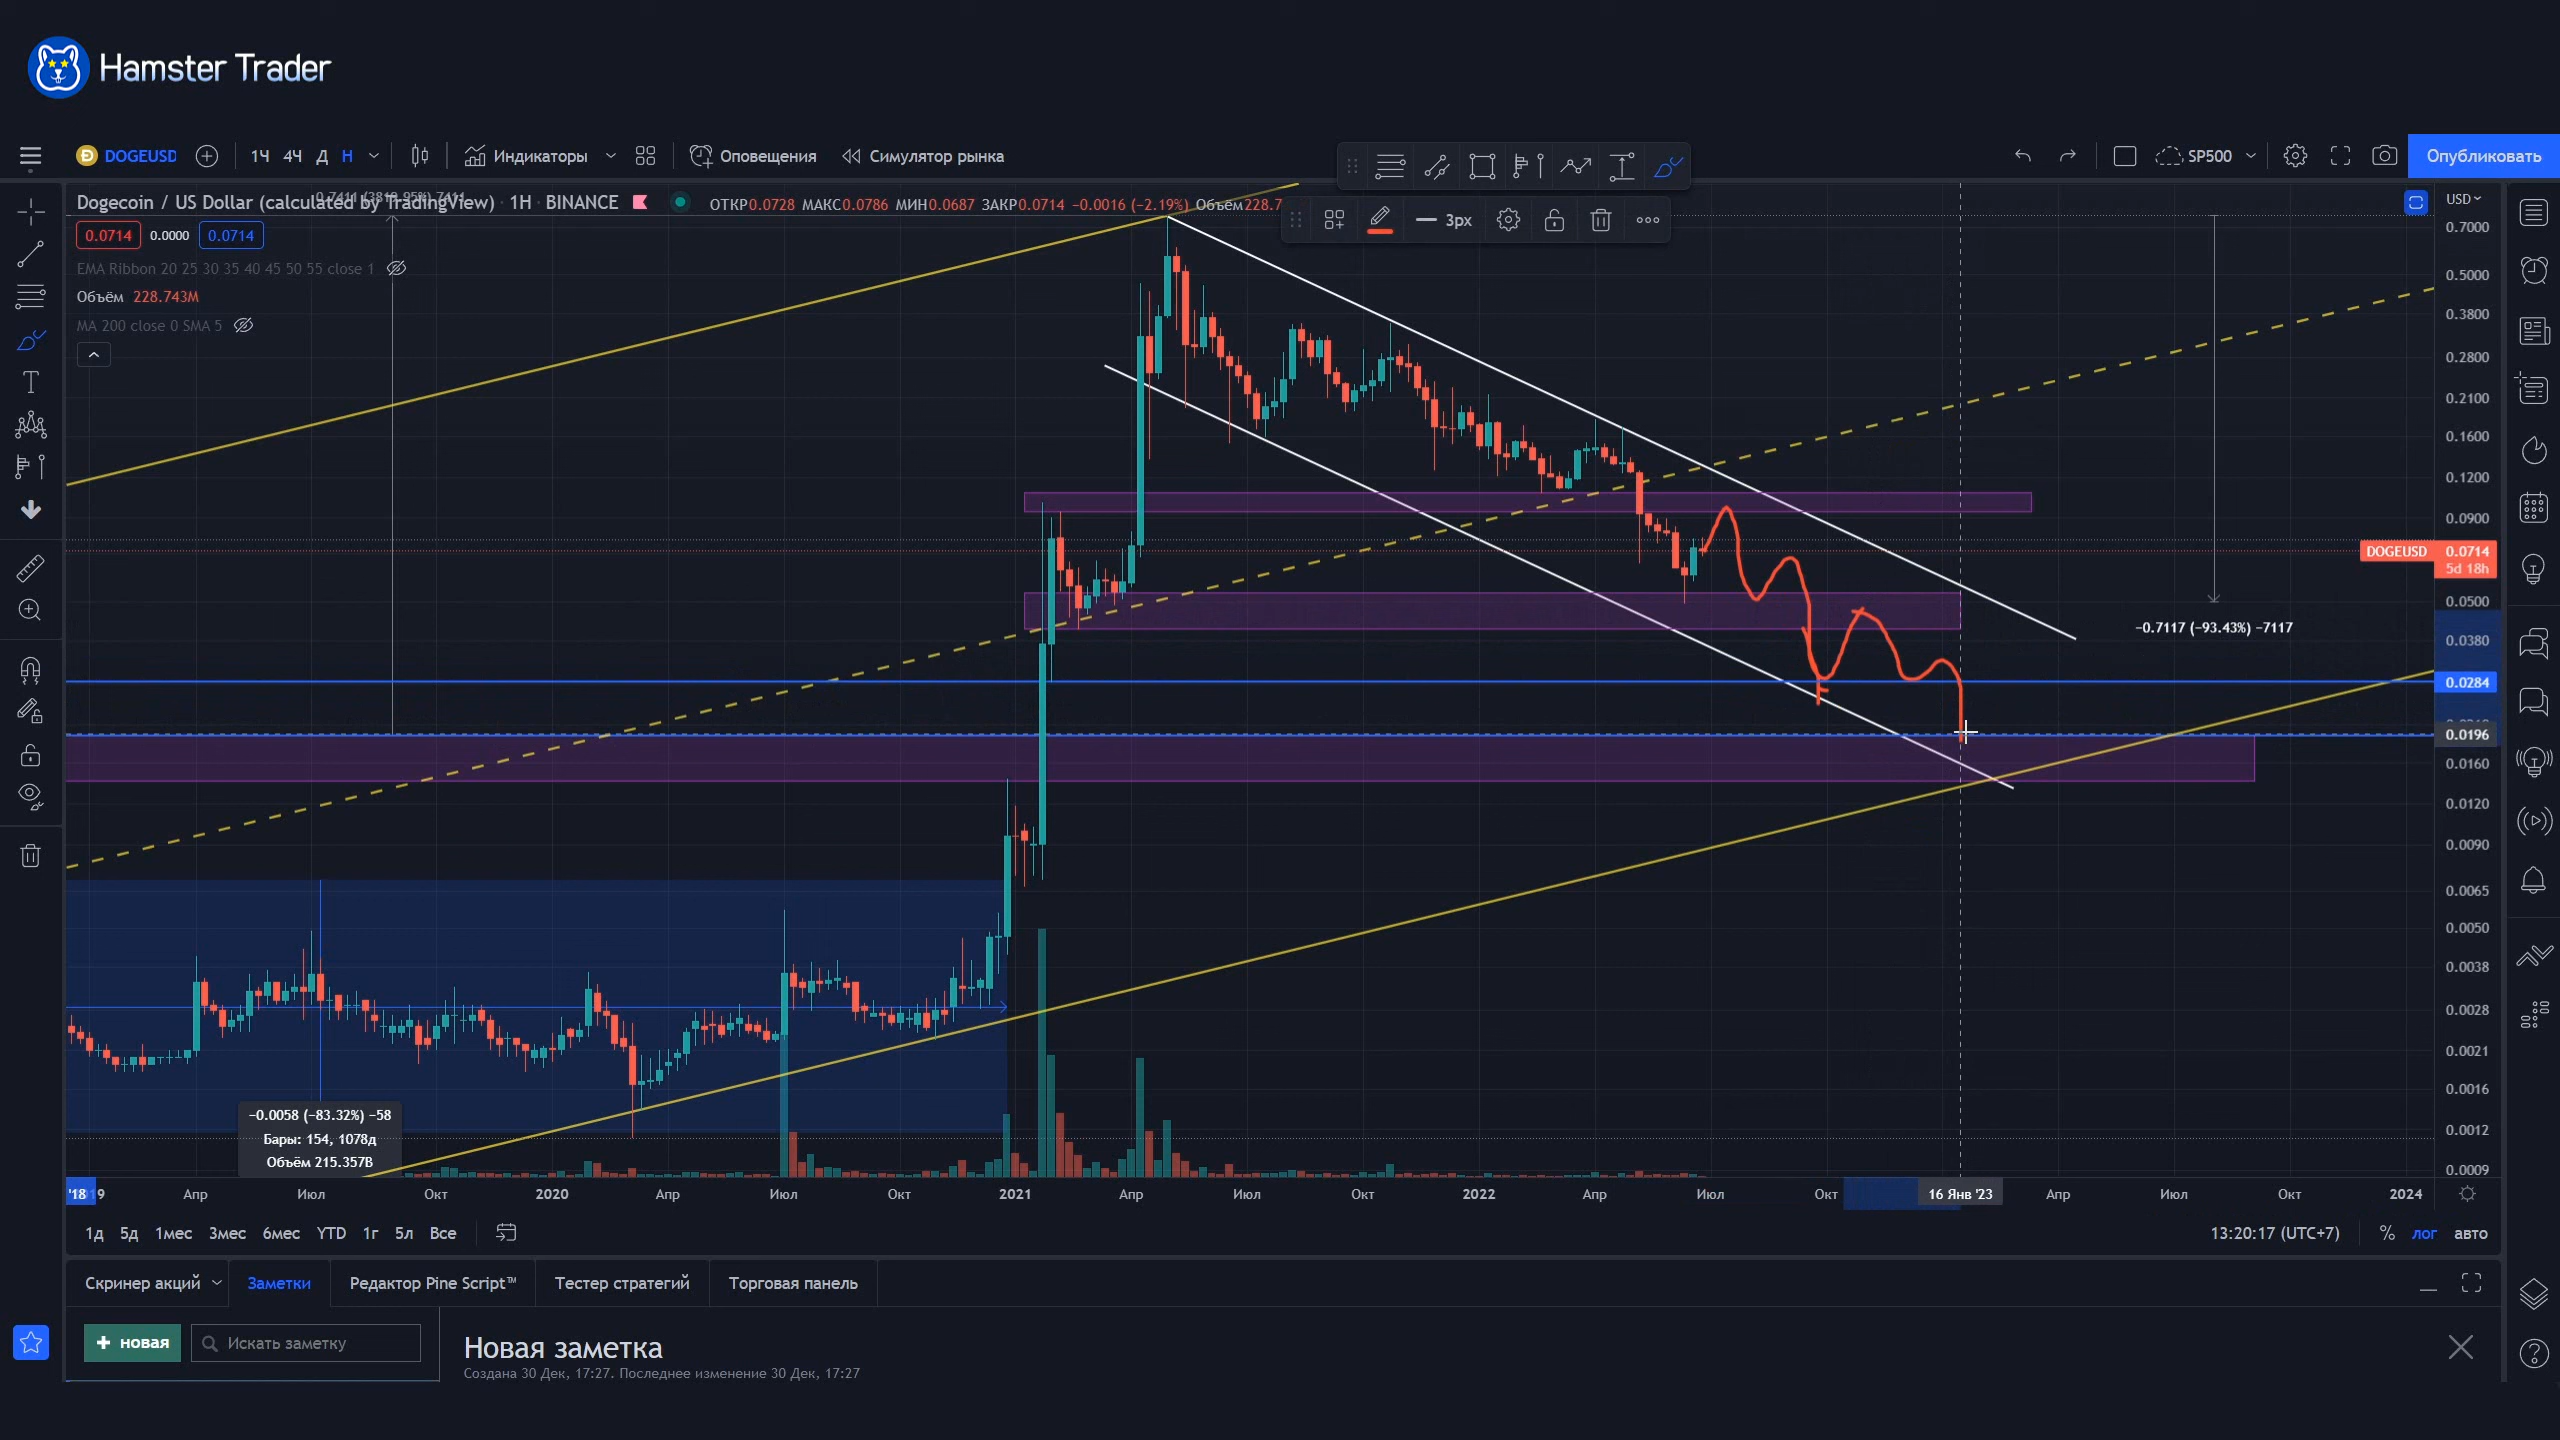 Hamster Trader
DOGEUSD
1Ч 4Ч Д Н
Индикаторы
Оповещения
Симулятор рынка
SP500
Опубликовать
Dogecoin / US Dollar (calculated by TradingView) · 1Н · BINANCE
ОТКР0.0728 МАКС0.0786 МИН0.0687 ЗАКР0.0714 −0.0016 (−2.19%) Объём228.7
3px
USD
0.0714 0.0000 0.0714
EMA Ribbon 20 25 30 35 40 45 50 55 close 1
Объём 228.743M
MA 200 close 0 SMA 5
0.7000
0.5000
0.3800
0.2800
0.2100
0.1600
0.1200
0.0900
DOGEUSD 0.0714
5d 18h
0.0500
−0.7117 (−93.43%) −7117
0.0380
0.0284
0.0196
0.0160
0.0120
0.0090
0.0065
0.0050
0.0038
0.0028
0.0021
0.0016
0.0012
0.0009
−0.0058 (−83.32%) −58
Бары: 154, 1078д
Объём 215.357B
'18 Апр Июл Окт 2020 Апр Июл Окт 2021 Апр Июл Окт 2022 Апр Июл Окт 16 Янв '23 Апр Июл Окт 2024
1д 5д 1мес 3мес 6мес YTD 1г 5л Все
13:20:17 (UTC+7) % лог авто
Скринер акций Заметки Редактор Pine Script™ Тестер стратегий Торговая панель
+ новая Искать заметку
Новая заметка
Создана 30 Дек, 17:27. Последнее изменение 30 Дек, 17:27